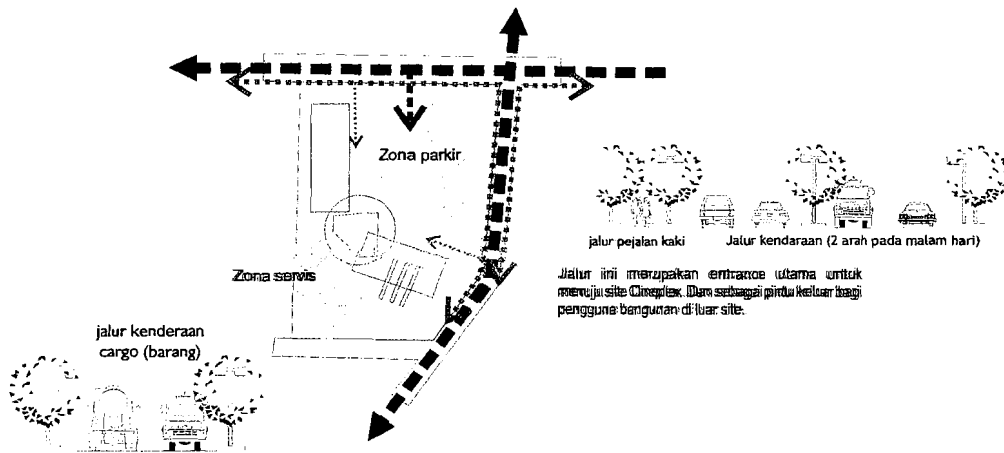 Zona parkir
jalur pejalan kaki
Jalur kendaraan (2 arah pada malam hari)
Zona servis
Jalur ini merupakan entrance utama untuk
menuju site Cineplex. Dan sebagai pintu keluar bagi
pengguna bangunan di luar site.
jalur kenderaan
cargo (barang)